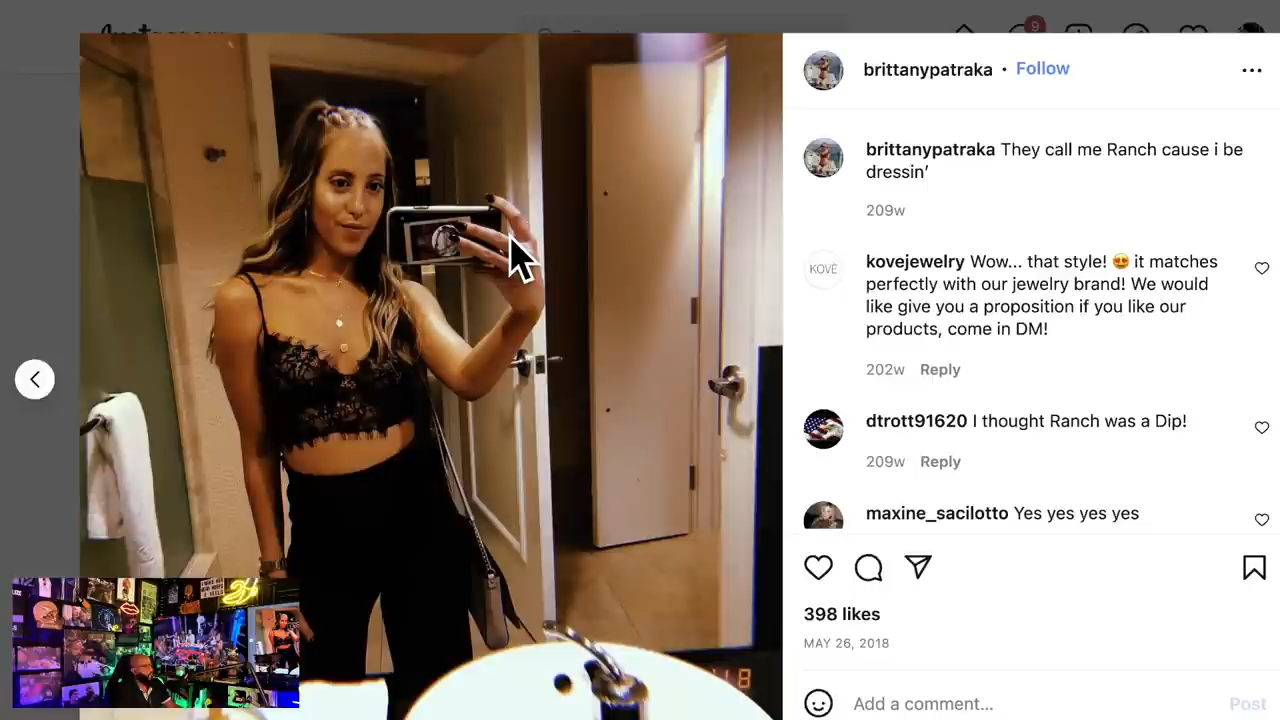 Instagram
9
brittanypatraka • Follow
brittanypatraka They call me Ranch cause i be
dressin’
209w
KOVÈ
kovejewelry Wow... that style! 😍 it matches
perfectly with our jewelry brand! We would
like give you a proposition if you like our
products, come in DM!
202w Reply
dtrott91620 I thought Ranch was a Dip!
209w Reply
maxine_sacilotto Yes yes yes yes
398 likes
MAY 26, 2018
Add a comment...
Post